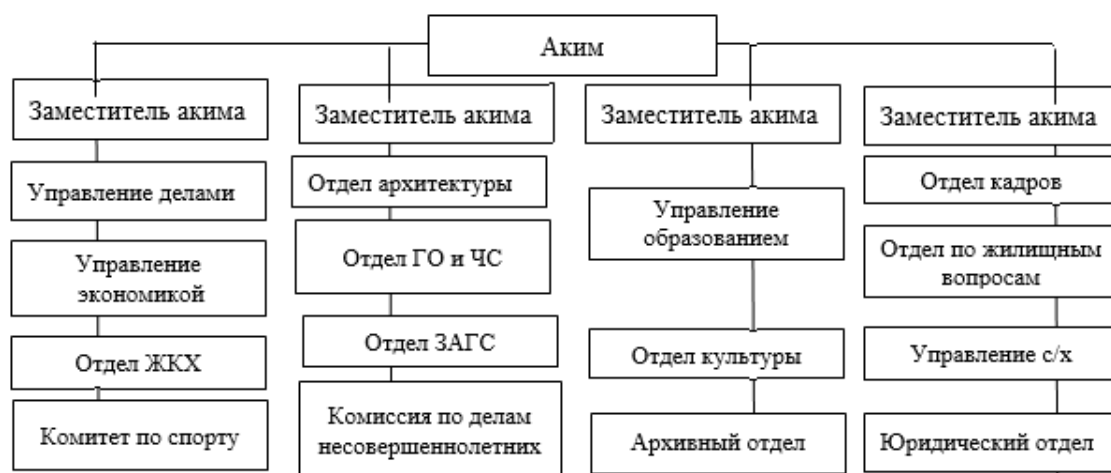 Аким
Заместитель акима
Управление делами
Управление
экономикой
Отдел ЖКХ
Комитет по спорту
Заместитель акима
Отдел архитектуры
Отдел ГО и ЧС
Отдел ЗАГС
Комиссия по делам
несовершеннолетних
Заместитель акима
Управление
образованием
Отдел культуры
Архивный отдел
Заместитель акима
Отдел кадров
Отдел по жилищным
вопросам
Управление с/х
Юридический отдел